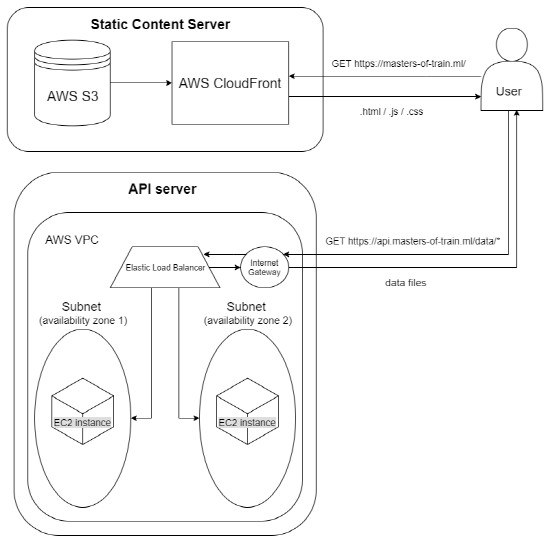 Static Content Server
AWS S3
AWS CloudFront
GET https://masters-of-train.ml/
.html / .js / .css
User
API server
AWS VPC
Elastic Load Balancer
Internet
Gateway
GET https://api.masters-of-train.ml/data/*
data files
Subnet
(availability zone 1)
Subnet
(availability zone 2)
EC2 instance
EC2 instance